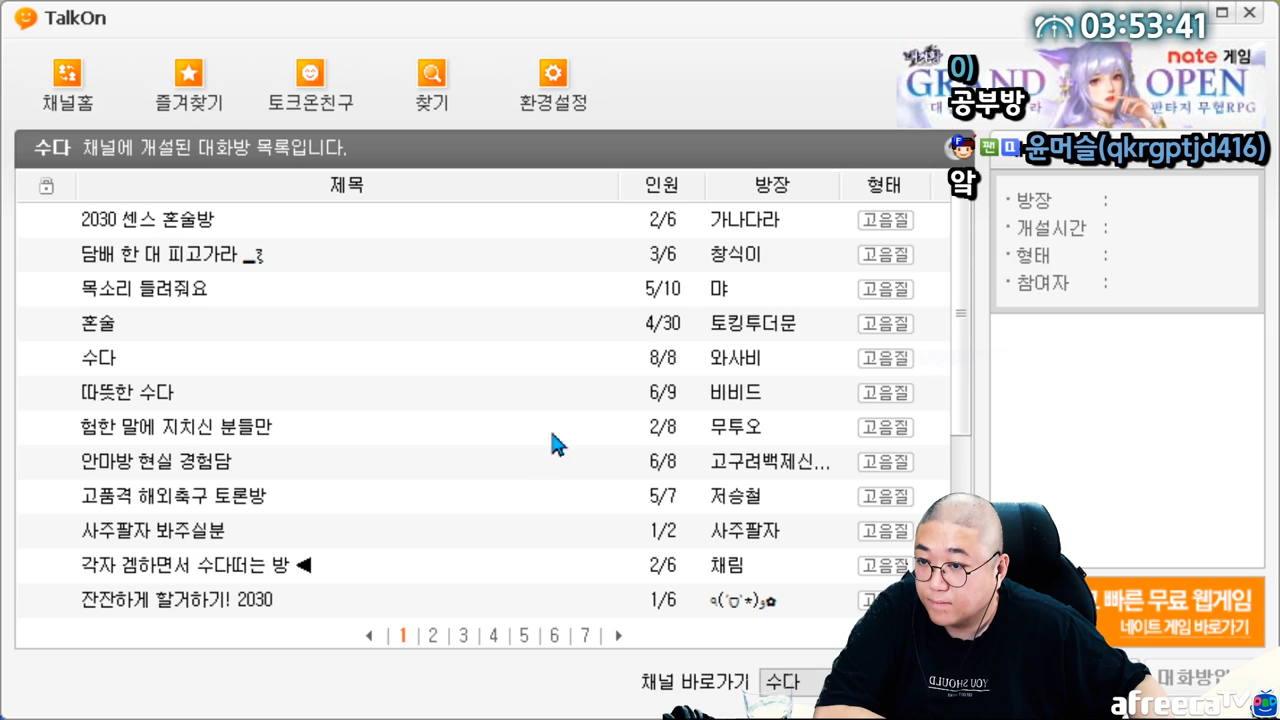 TalkOn
03:53:41
채널홈
즐겨찾기
토크온친구
찾기
환경설정
nate 게임
GRAND OPEN
판타지 무협RPG
이)
공부방
윤머슬(qkrgptjd416)
앜
수다 채널에 개설된 대화방 목록입니다.
제목 인원 방장 형태
2030 센스 혼술방 2/6 가나다라 고음질
담배 한 대 피고가라 3/6 창식이 고음질
목소리 들려줘요 5/10 먀 고음질
혼술 4/30 토킹투더문 고음질
수다 8/8 와사비 고음질
따뜻한 수다 6/9 비비드 고음질
험한 말에 지치신 분들만 2/8 무투오 고음질
안마방 현실 경험담 6/8 고구려백제신... 고음질
고품격 해외축구 토론방 5/7 저승철 고음질
사주팔자 봐주실분 1/2 사주팔자 고음질
각자 겜하면서 수다떠는 방 ◀ 2/6 채림 고음질
잔잔하게 할거하기! 2030 1/6
1 2 3 4 5 6 7
방장 :
개설시간 :
형태 :
참여자 :
빠른 무료 웹게임
네이트 게임 바로가기
채널 바로가기 수다
대화방
YOU SHOULD
afreecaTV